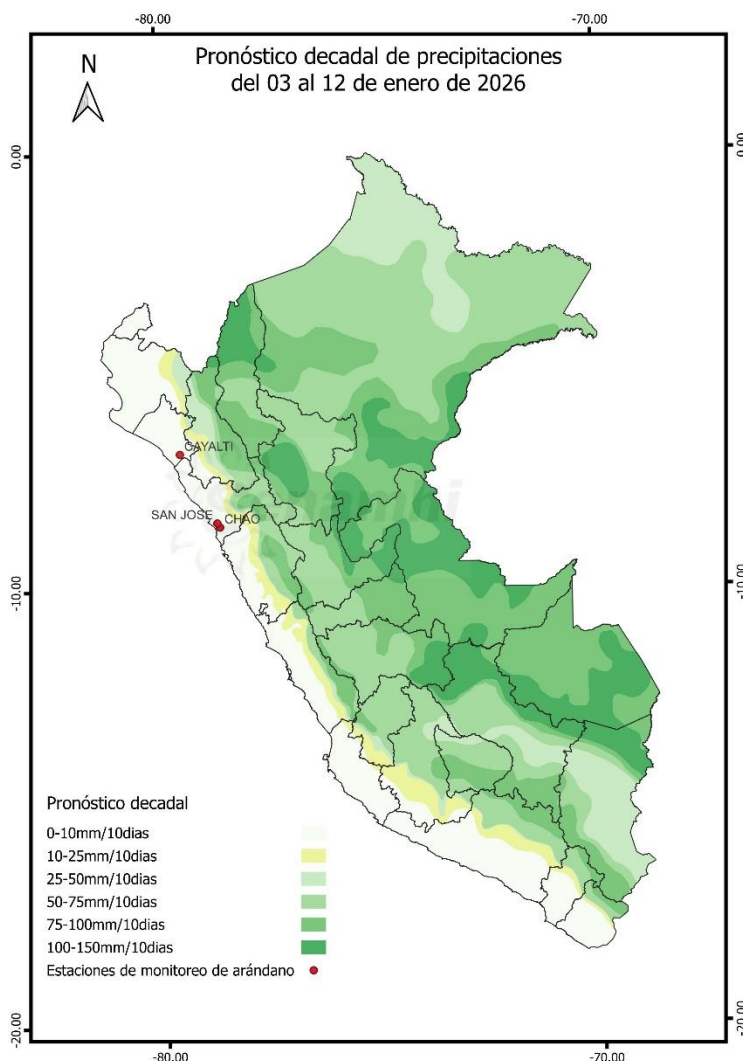 -80.00
-70.00
Pronóstico decadal de precipitaciones
del 03 al 12 de enero de 2026
N
0.00
0.00
CAYALTI
SAN JOSE
CHAO
Senamhi
-10.00
-10.00
Pronóstico decadal
0-10mm/10dias
10-25mm/10dias
25-50mm/10dias
50-75mm/10dias
75-100mm/10dias
100-150mm/10dias
Estaciones de monitoreo de arándano
-20.00
-20.00
-80.00
-70.00